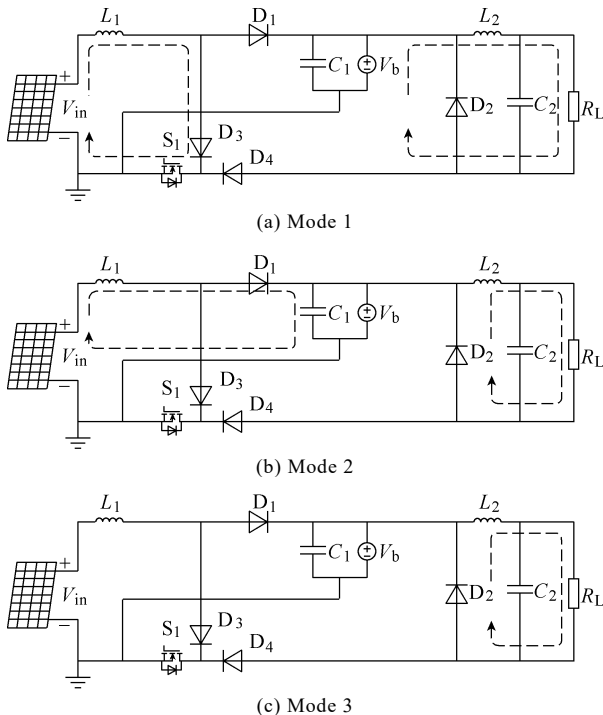 L1 D1 L2
+ Vin − C1 Vb D2 C2 RL
S1 D3 D4
(a) Mode 1
L1 D1 L2
+ Vin − C1 Vb D2 C2 RL
S1 D3 D4
(b) Mode 2
L1 D1 L2
+ Vin − C1 Vb D2 C2 RL
S1 D3 D4
(c) Mode 3